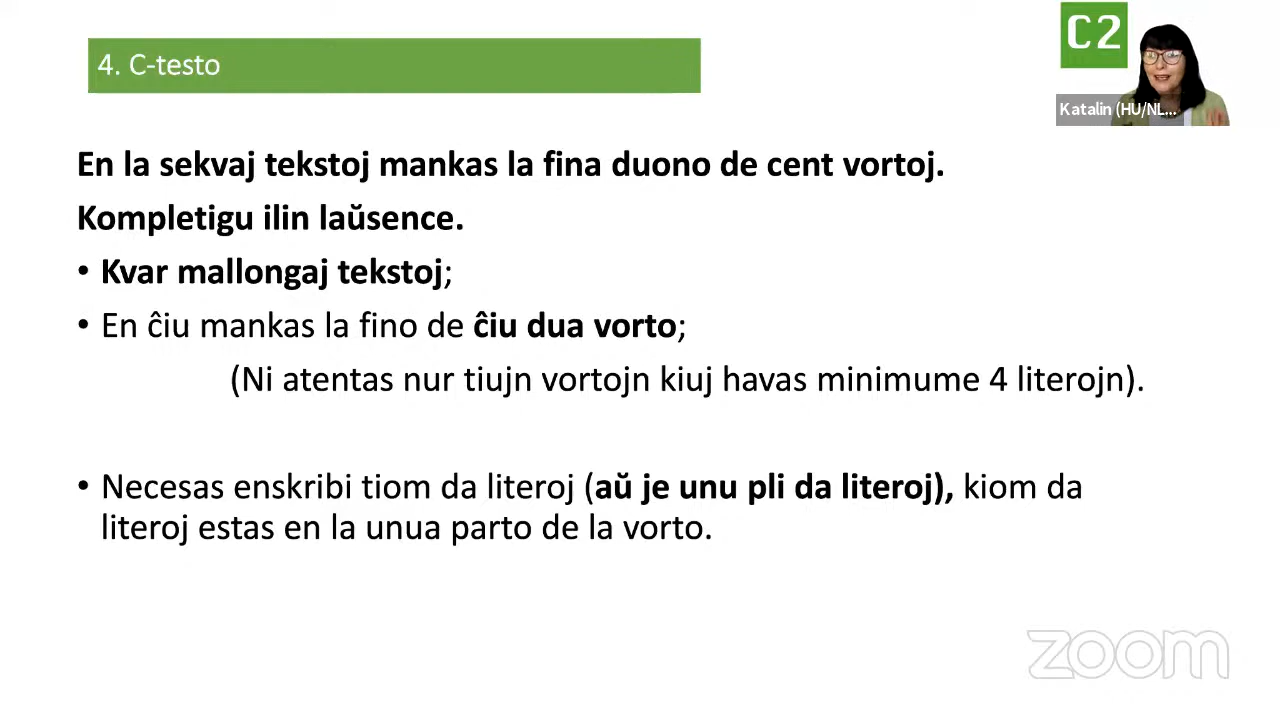 4. C-testo
C2
Katalin (HU/NL...
En la sekvaj tekstoj mankas la fina duono de cent vortoj.
Kompletigu ilin laŭsence.
• Kvar mallongaj tekstoj;
• En ĉiu mankas la fino de ĉiu dua vorto;
(Ni atentas nur tiujn vortojn kiuj havas minimume 4 literojn).
• Necesas enskribi tiom da literoj (aŭ je unu pli da literoj), kiom da
literoj estas en la unua parto de la vorto.
zoom